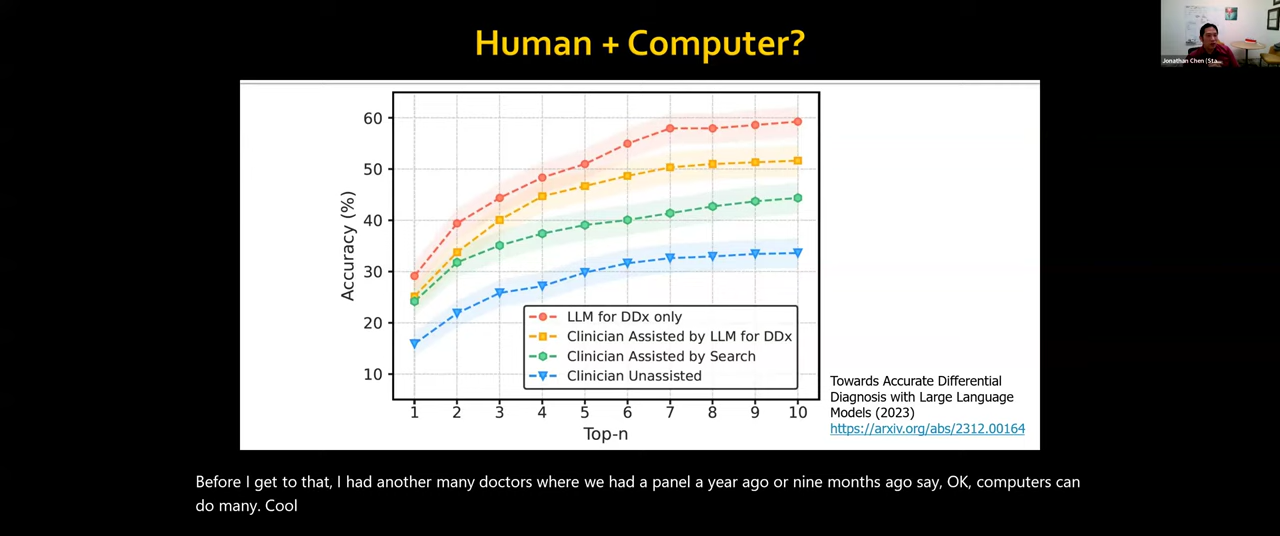 Human + Computer?
Jonathan Chen (Sta...
Accuracy (%)
60
50
40
30
20
10
LLM for DDx only
Clinician Assisted by LLM for DDx
Clinician Assisted by Search
Clinician Unassisted
1 2 3 4 5 6 7 8 9 10
Top-n
Towards Accurate Differential
Diagnosis with Large Language
Models (2023)
https://arxiv.org/abs/2312.00164
Before I get to that, I had another many doctors where we had a panel a year ago or nine months ago say, OK, computers can
do many. Cool